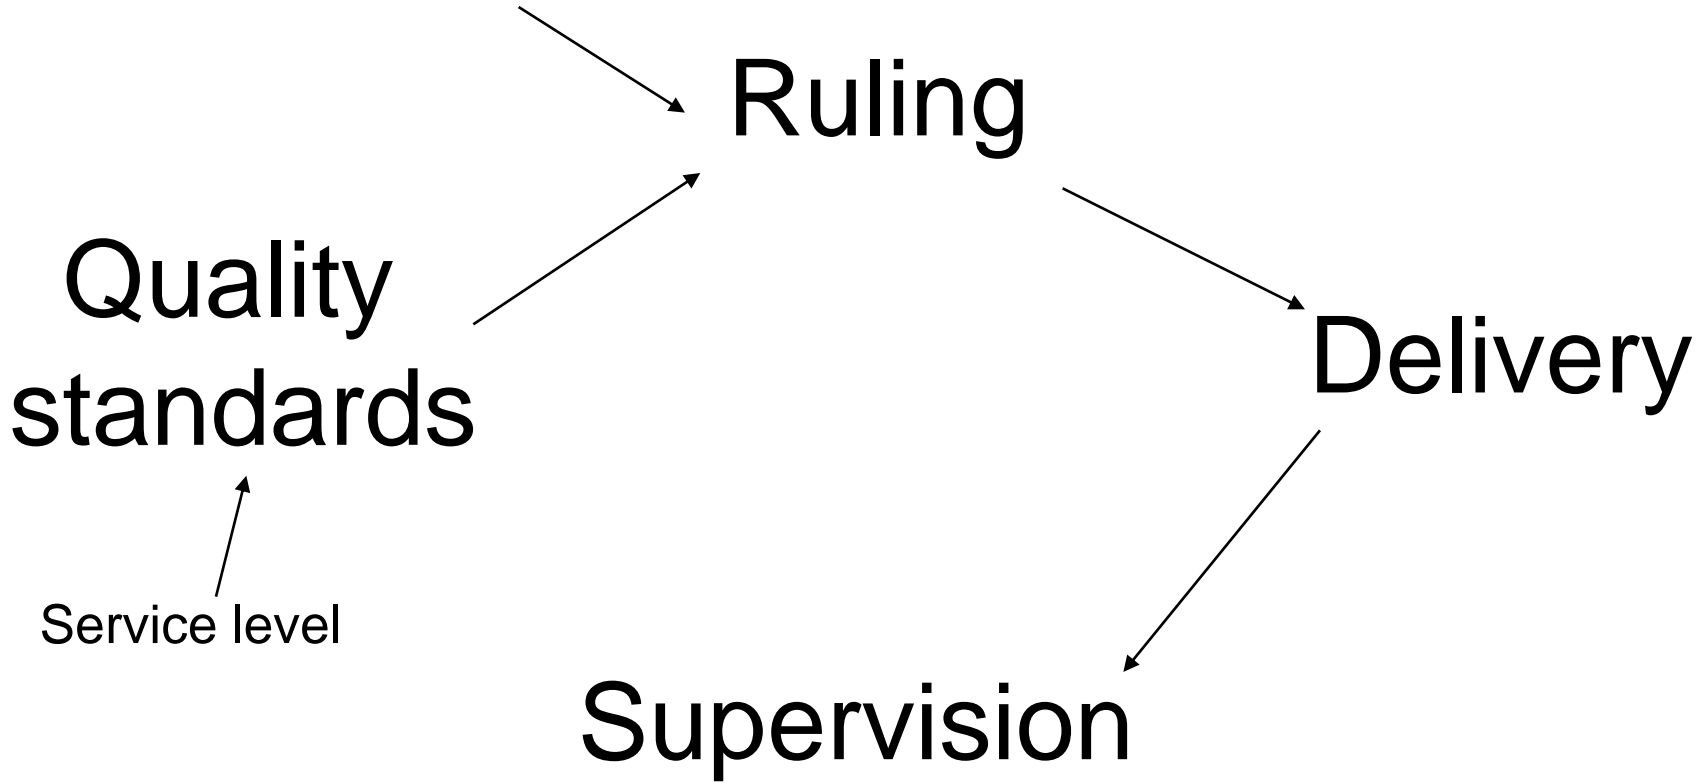 Ruling
Quality
standards
Delivery
Service level
Supervision